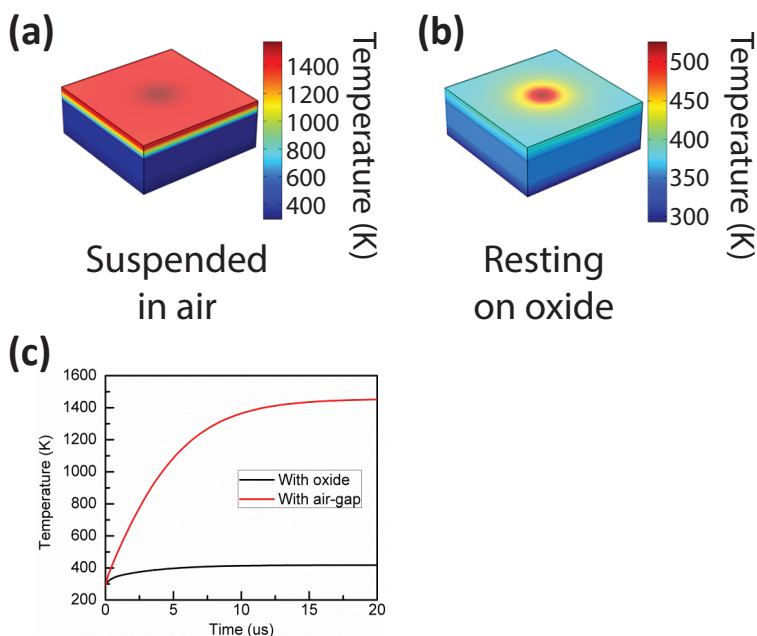 (a)
1400
1200
1000
800
600
400
Temperature (K)
Suspended
in air
(b)
500
450
400
350
300
Temperature (K)
Resting
on oxide
(c)
1600
1400
1200
1000
800
600
400
200
Temperature (K)
With oxide
With air-gap
0 5 10 15 20
Time (us)